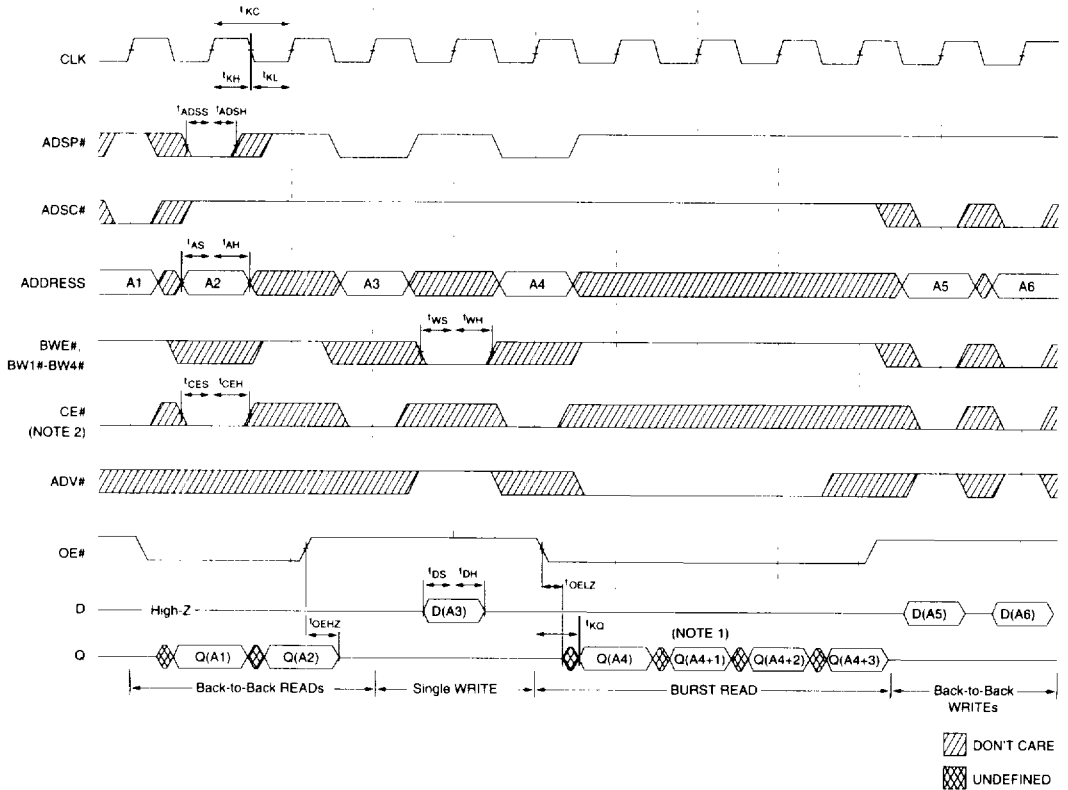 tKC
CLK
tKH tKL
tADSS tADSH
ADSP#
ADSC#
tAS tAH
ADDRESS A1 A2 A3 A4 A5 A6
tWS tWH
BWE#,
BW1#-BW4#
tCES tCEH
CE#
(NOTE 2)
ADV#
OE#
tDS tDH tOELZ
D High-Z D(A3) D(A5) D(A6)
tOEHZ tKQ (NOTE 1)
Q Q(A1) Q(A2) Q(A4) Q(A4+1) Q(A4+2) Q(A4+3)
Back-to-Back READs Single WRITE BURST READ Back-to-Back
WRITEs
DON'T CARE
UNDEFINED